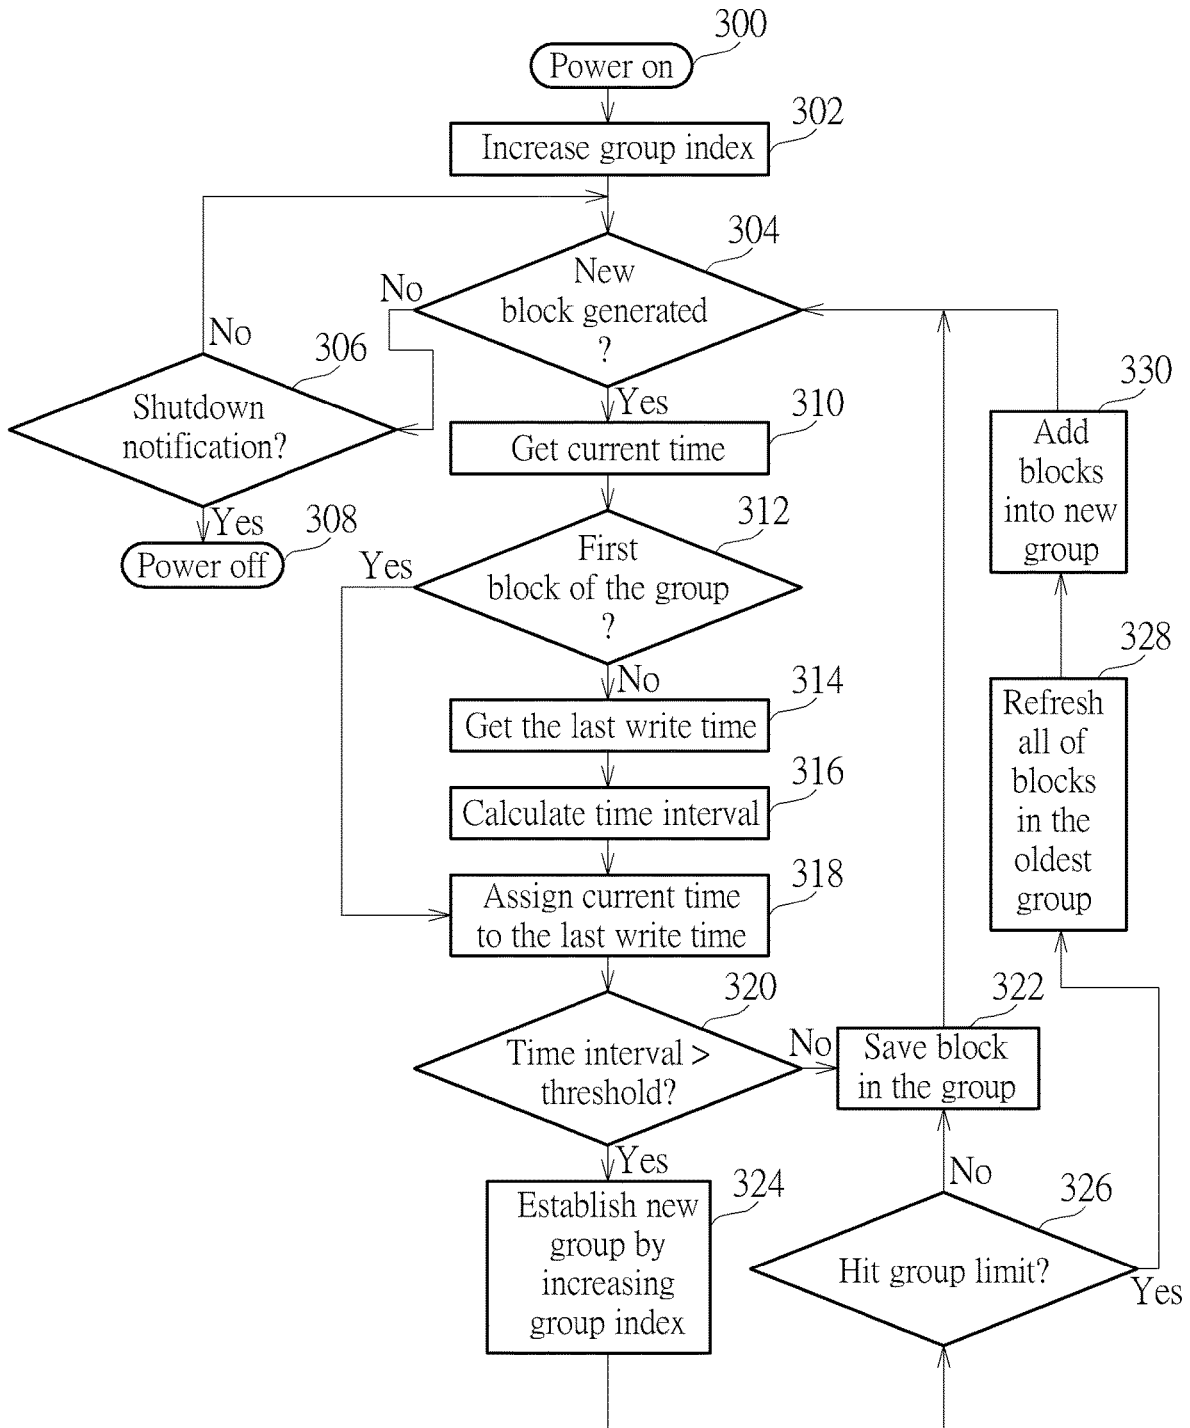 300
Power on
302
Increase group index
304
New
block generated
?
No
No
306
Shutdown
notification?
Yes
310
Get current time
330
Add
blocks
into new
group
Yes
308
Power off
312
First
block of the group
?
Yes
No
314
Get the last write time
328
Refresh
all of
blocks
in the
oldest
group
316
Calculate time interval
318
Assign current time
to the last write time
320
Time interval >
threshold?
No
322
Save block
in the group
Yes
324
Establish new
group by
increasing
group index
No
326
Hit group limit?
Yes